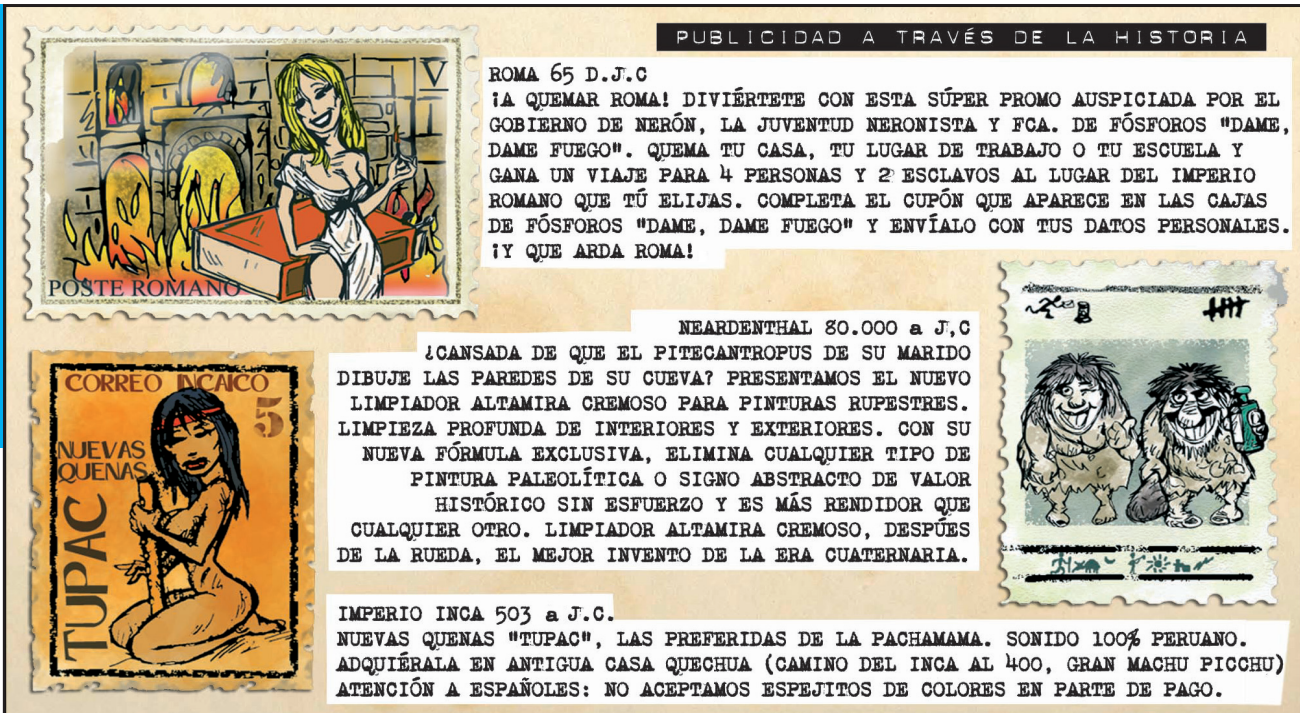 PUBLICIDAD A TRAVÉS DE LA HISTORIA
ROMA 65 D.J.C
¡A QUEMAR ROMA! DIVIÉRTETE CON ESTA SÚPER PROMO AUSPICIADA POR EL
GOBIERNO DE NERÓN, LA JUVENTUD NERONISTA Y FCA. DE FÓSFOROS "DAME,
DAME FUEGO". QUEMA TU CASA, TU LUGAR DE TRABAJO O TU ESCUELA Y
GANA UN VIAJE PARA 4 PERSONAS Y 2 ESCLAVOS AL LUGAR DEL IMPERIO
ROMANO QUE TÚ ELIJAS. COMPLETA EL CUPÓN QUE APARECE EN LAS CAJAS
DE FÓSFOROS "DAME, DAME FUEGO" Y ENVÍALO CON TUS DATOS PERSONALES.
¡Y QUE ARDA ROMA!
V
POSTE ROMANO
NEARDENTHAL 80.000 a J,C
¿CANSADA DE QUE EL PITECANTROPUS DE SU MARIDO
DIBUJE LAS PAREDES DE SU CUEVA? PRESENTAMOS EL NUEVO
LIMPIADOR ALTAMIRA CREMOSO PARA PINTURAS RUPESTRES.
LIMPIEZA PROFUNDA DE INTERIORES Y EXTERIORES. CON SU
NUEVA FÓRMULA EXCLUSIVA, ELIMINA CUALQUIER TIPO DE
PINTURA PALEOLÍTICA O SIGNO ABSTRACTO DE VALOR
HISTÓRICO SIN ESFUERZO Y ES MÁS RENDIDOR QUE
CUALQUIER OTRO. LIMPIADOR ALTAMIRA CREMOSO, DESPÚES
DE LA RUEDA, EL MEJOR INVENTO DE LA ERA CUATERNARIA.
CORREO INCAICO
5
NUEVAS
QUENAS
TUPAC
IMPERIO INCA 503 a J.C.
NUEVAS QUENAS "TUPAC", LAS PREFERIDAS DE LA PACHAMAMA. SONIDO 100% PERUANO.
ADQUIÉRALA EN ANTIGUA CASA QUECHUA (CAMINO DEL INCA AL 400, GRAN MACHU PICCHU)
ATENCIÓN A ESPAÑOLES: NO ACEPTAMOS ESPEJITOS DE COLORES EN PARTE DE PAGO.